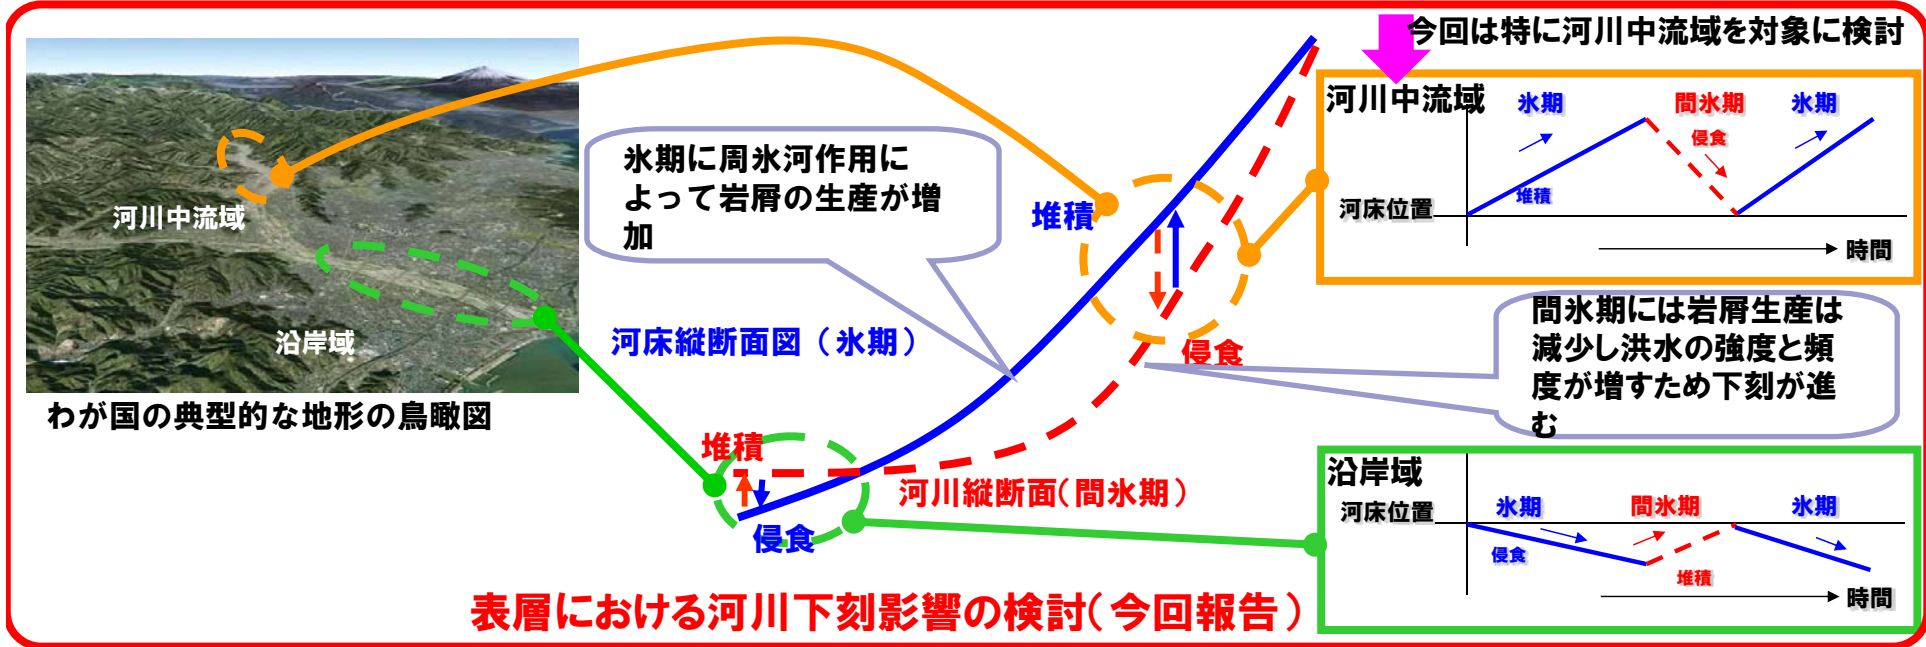 今回は特に河川中流域を対象に検討
河川中流域
氷期
間氷期
氷期
侵食
堆積
河床位置
時間
氷期に周氷河作用に
よって岩屑の生産が増
加
堆積
河川中流域
沿岸域
わが国の典型的な地形の鳥瞰図
河床縦断面図（氷期）
侵食
間氷期には岩屑生産は
減少し洪水の強度と頻
度が増すため下刻が進
む
堆積
河川縦断面(間氷期)
侵食
沿岸域
河床位置
氷期
間氷期
氷期
侵食
堆積
時間
表層における河川下刻影響の検討(今回報告)